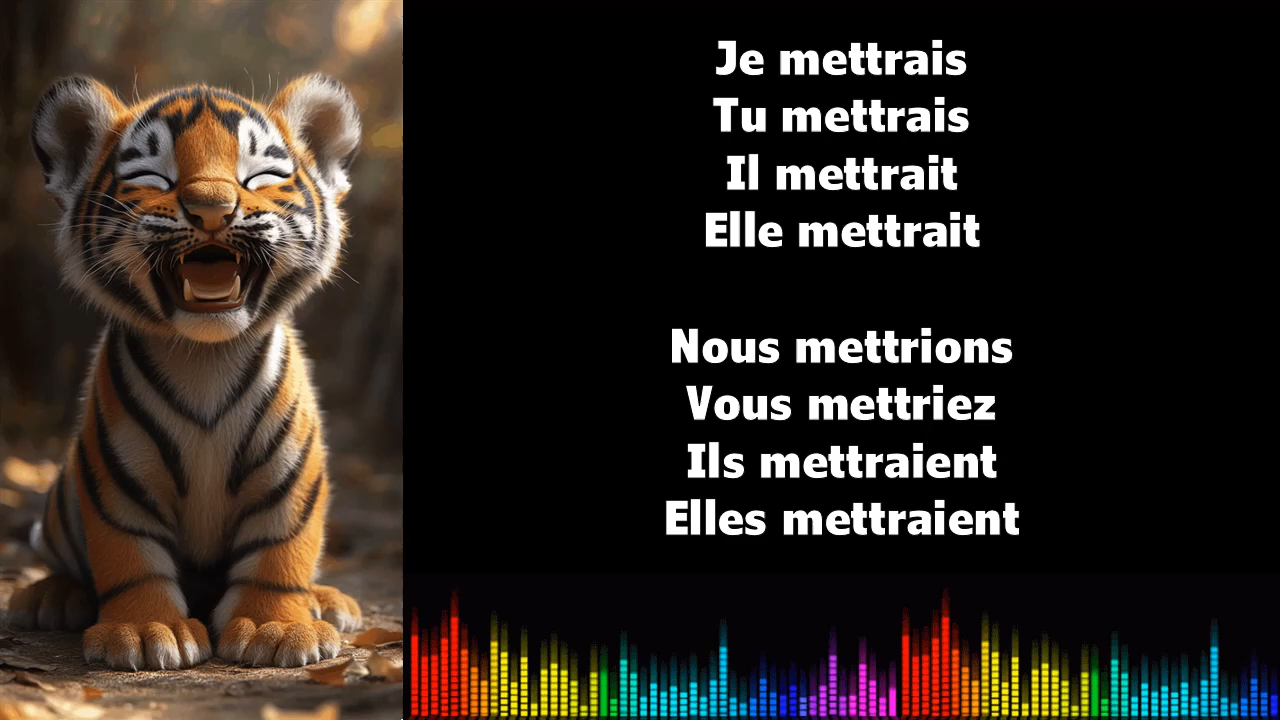 Je mettrais
Tu mettrais
Il mettrait
Elle mettrait
Nous mettrions
Vous mettriez
Ils mettraient
Elles mettraient